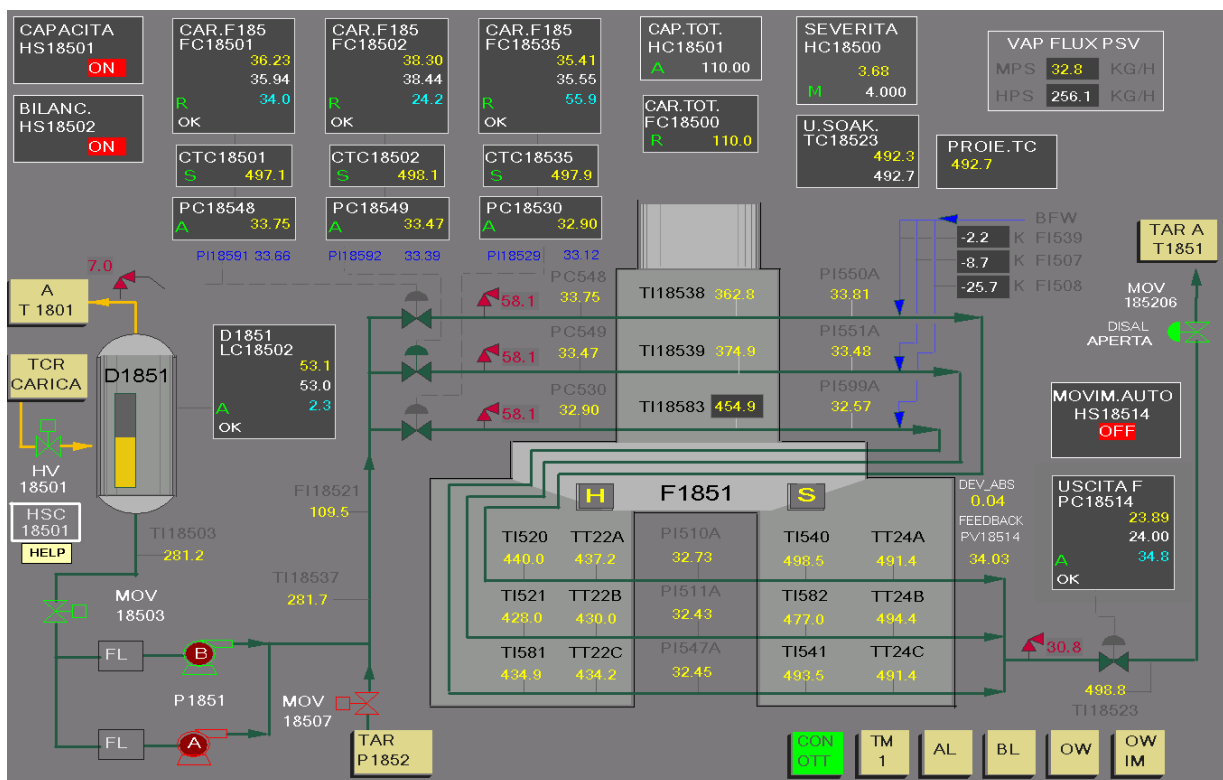 CAPACITA
HS18501
ON
BILANC.
HS18502
ON
CAR.F185
FC18501
36.23
35.94
R 34.0
OK
CTC18501
S 497.1
PC18548
A 33.75
PI18591 33.66
CAR.F185
FC18502
38.30
38.44
R 24.2
OK
CTC18502
S 498.1
PC18549
A 33.47
PI18592 33.39
CAR.F185
FC18535
35.41
35.55
R 55.9
OK
CTC18535
S 497.9
PC18530
A 32.90
PI18529 33.12
CAP.TOT.
HC18501
A 110.00
CAR.TOT.
FC18500
R 110.0
SEVERITA
HC18500
3.68
M 4.000
U.SOAK.
TC18523
492.3
492.7
VAP FLUX PSV
MPS 32.8 KG/H
HPS 256.1 KG/H
PROIE.TC
492.7
BFW
-2.2 K FI539
-8.7 K FI507
-25.7 K FI508
TAR A
T1851
MOV
185206
DISAL
APERTA
7.0
A
T 1801
TCR
CARICA
D1851
HV
18501
HSC
18501
HELP
D1851
LC18502
53.1
53.0
A 2.3
OK
PC548
58.1 33.75
TI18538 362.8
PI550A
33.81
PC549
58.1 33.47
TI18539 374.9
PI551A
33.48
PC530
58.1 32.90
TI18583 454.9
PI599A
32.57
MOVIM.AUTO
HS18514
OFF
F1851
H
S
FI18521
109.5
TI18503
281.2
TI18537
281.7
MOV
18503
FL
B
P1851
FL
A
MOV
18507
TAR
P1852
TI520 TT22A PI510A TI540 TT24A
440.0 437.2 32.73 498.5 491.4
TI521 TT22B PI511A TI582 TT24B
428.0 430.0 32.43 477.0 494.4
TI581 TT22C PI547A TI541 TT24C
434.9 434.2 32.45 493.5 491.4
DEV_ABS
0.04
FEEDBACK
PV18514
34.03
USCITA F
PC18514
23.89
24.00
A 34.8
OK
30.8
498.8
TI18523
CON
OTT
TM
1
AL
BL
OW
OW
IM